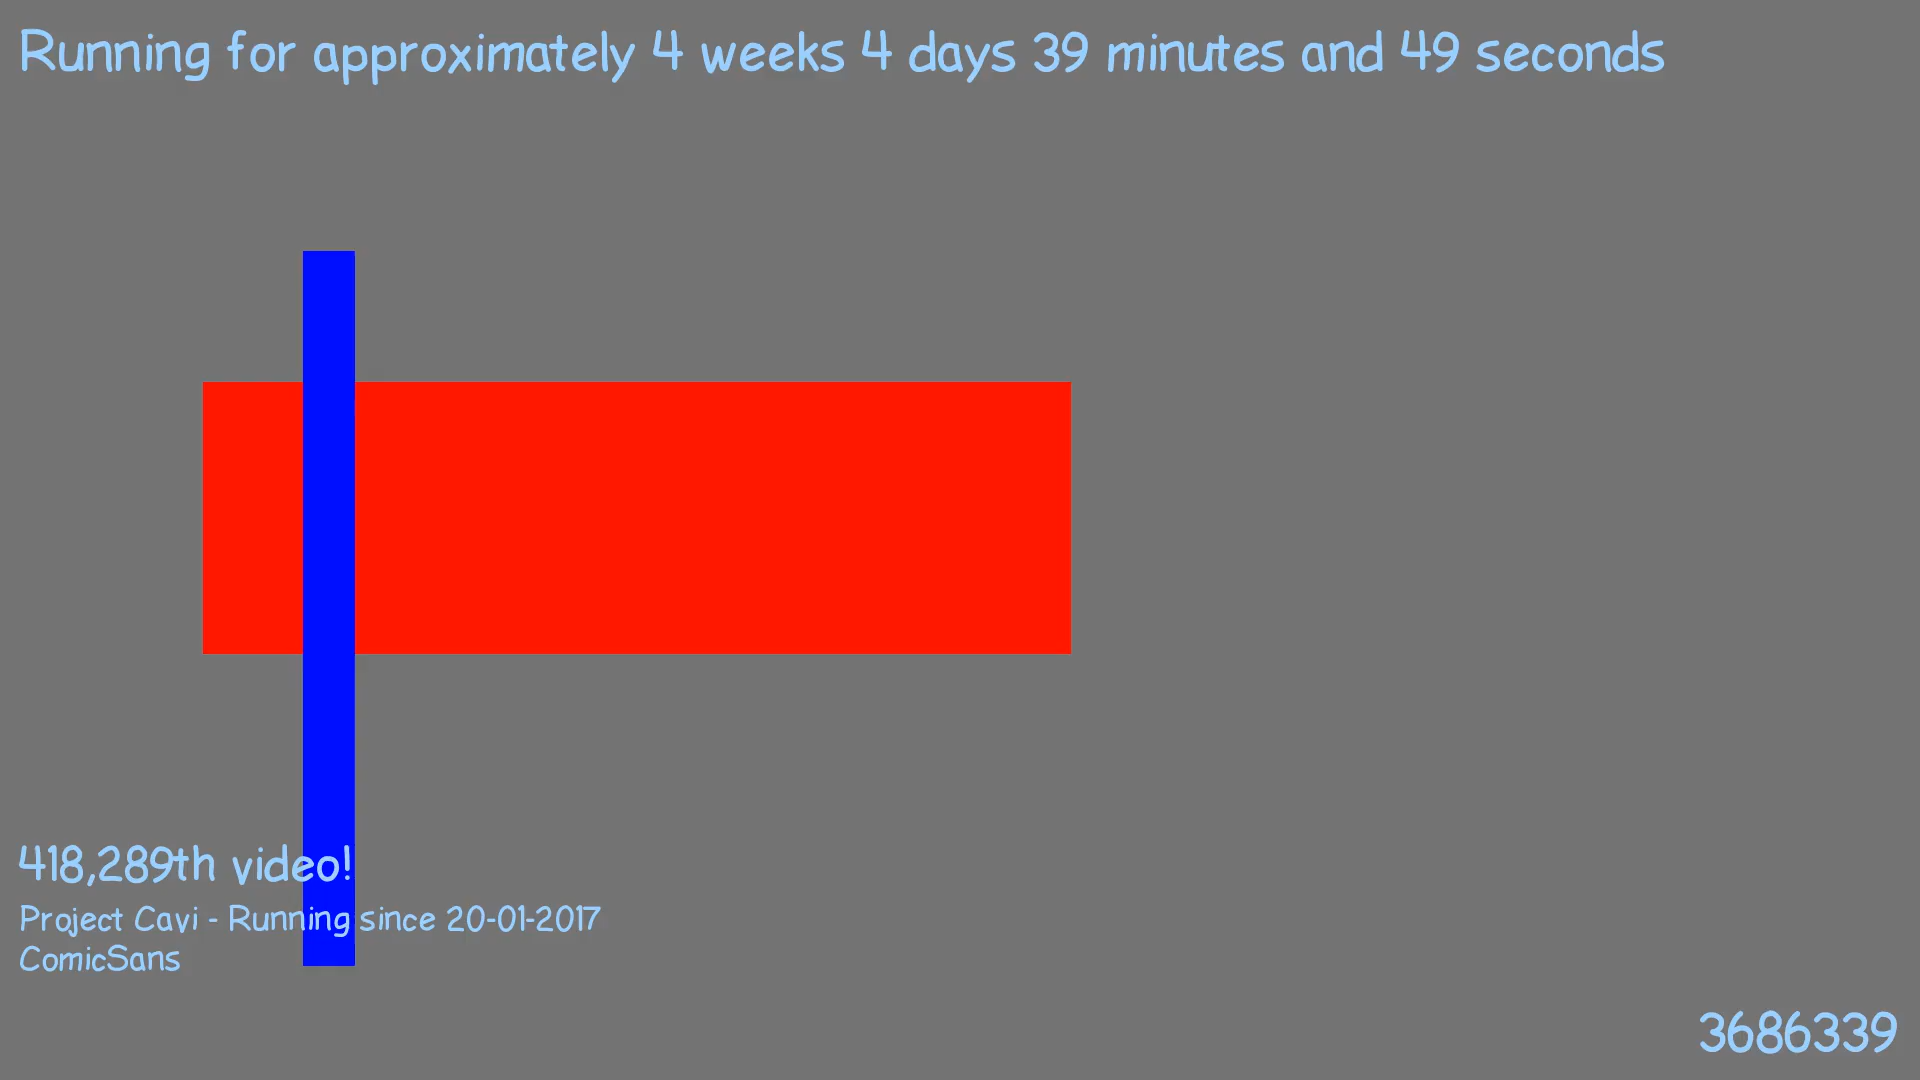 Running for approximately 4 weeks 4 days 39 minutes and 49 seconds
418,289th video!
Project Cavi - Running since 20-01-2017
ComicSans
3686339